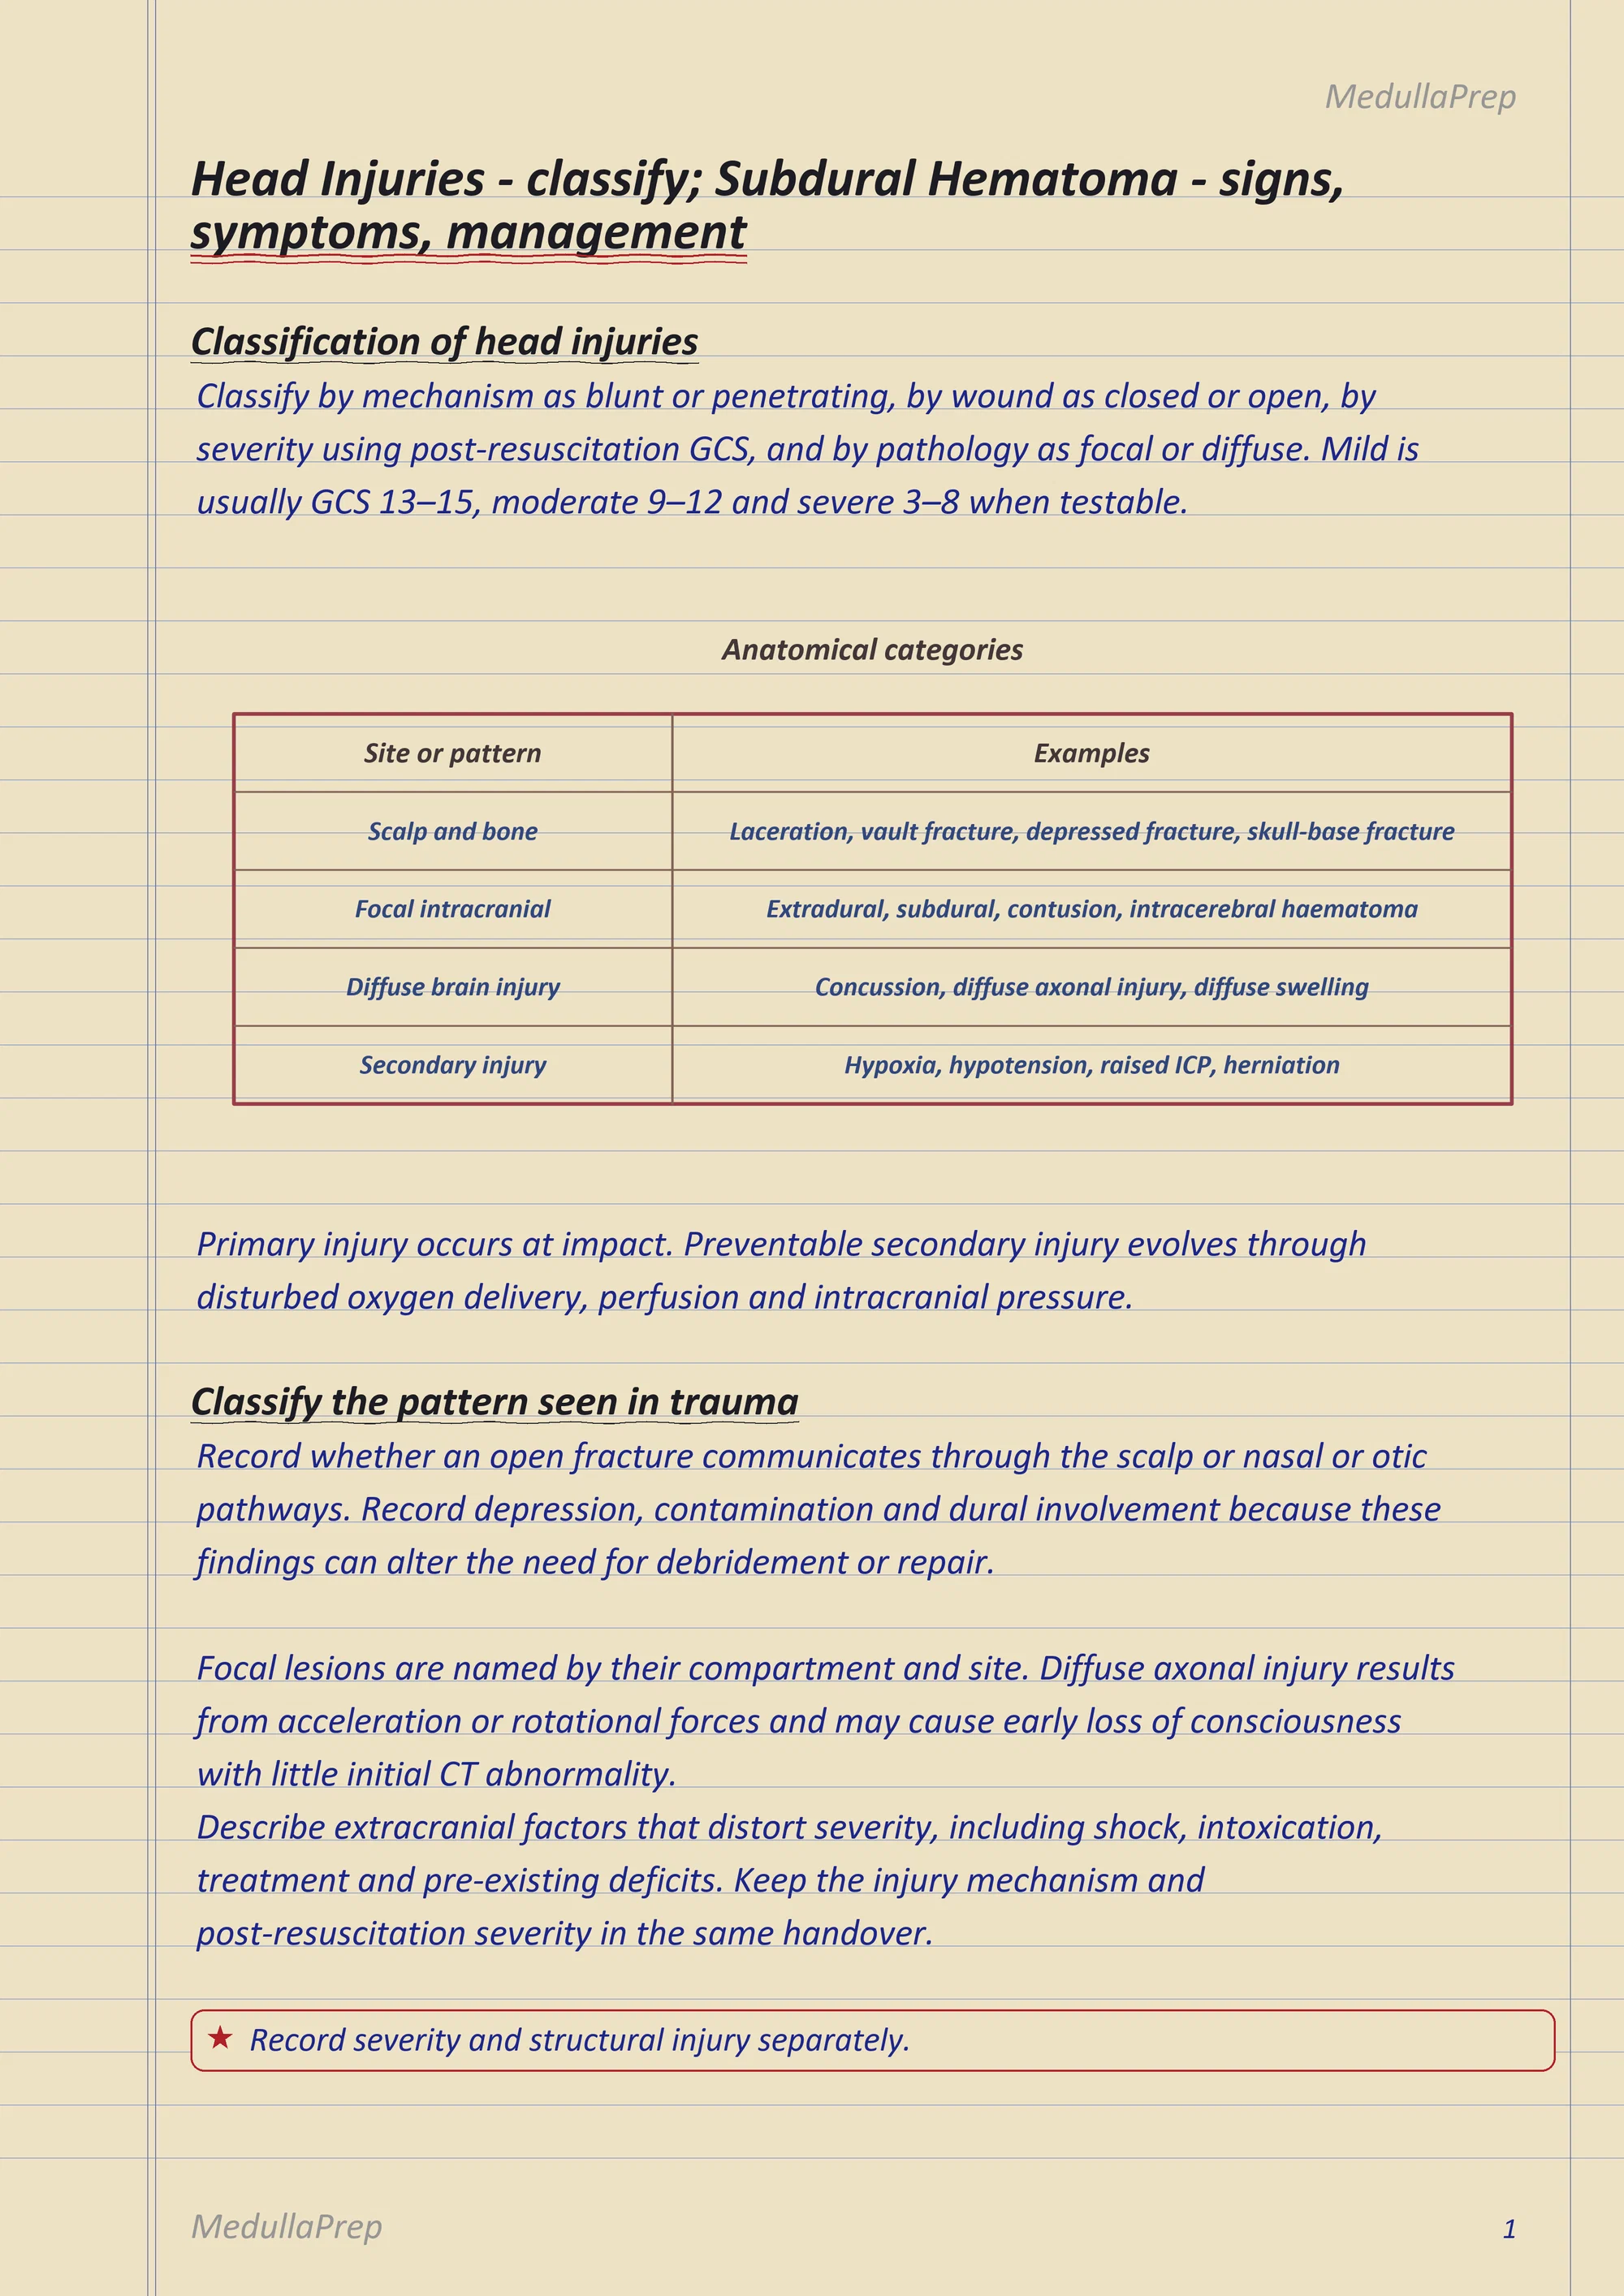 MedullaPrep
Head Injuries - classify; Subdural Hematoma - signs,
symptoms, management
Classification of head injuries
Classify by mechanism as blunt or penetrating, by wound as closed or open, by
severity using post-resuscitation GCS, and by pathology as focal or diffuse. Mild is
usually GCS 13–15, moderate 9–12 and severe 3–8 when testable.
Anatomical categories
Site or pattern Examples
Scalp and bone Laceration, vault fracture, depressed fracture, skull-base fracture
Focal intracranial Extradural, subdural, contusion, intracerebral haematoma
Diffuse brain injury Concussion, diffuse axonal injury, diffuse swelling
Secondary injury Hypoxia, hypotension, raised ICP, herniation
Primary injury occurs at impact. Preventable secondary injury evolves through
disturbed oxygen delivery, perfusion and intracranial pressure.
Classify the pattern seen in trauma
Record whether an open fracture communicates through the scalp or nasal or otic
pathways. Record depression, contamination and dural involvement because these
findings can alter the need for debridement or repair.
Focal lesions are named by their compartment and site. Diffuse axonal injury results
from acceleration or rotational forces and may cause early loss of consciousness
with little initial CT abnormality.
Describe extracranial factors that distort severity, including shock, intoxication,
treatment and pre-existing deficits. Keep the injury mechanism and
post-resuscitation severity in the same handover.
★ Record severity and structural injury separately.
MedullaPrep 1